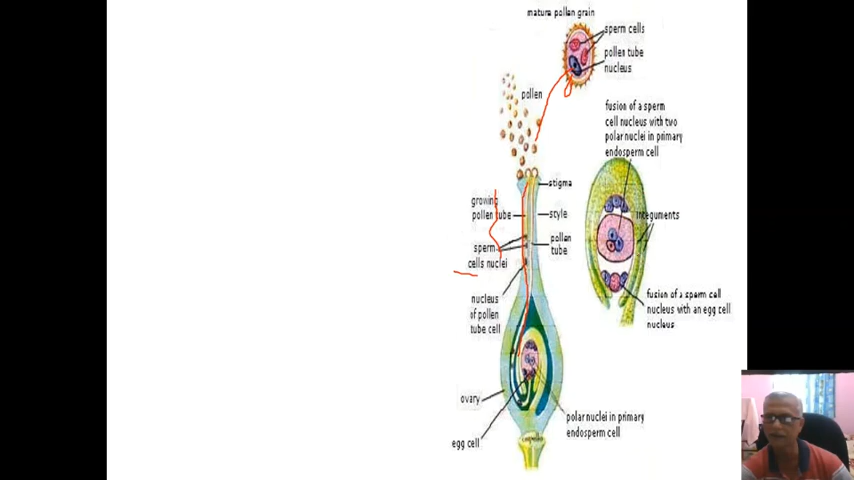 mature pollen grain
sperm cells
pollen tube
nucleus
pollen
fusion of a sperm
cell nucleus with two
polar nuclei in primary
endosperm cell
stigma
growing
pollen tube
style
integuments
sperm
cells nuclei
pollen
tube
nucleus
of pollen
tube cell
fusion of a sperm cell
nucleus with an egg cell
nucleus
ovary
polar nuclei in primary
endosperm cell
egg cell